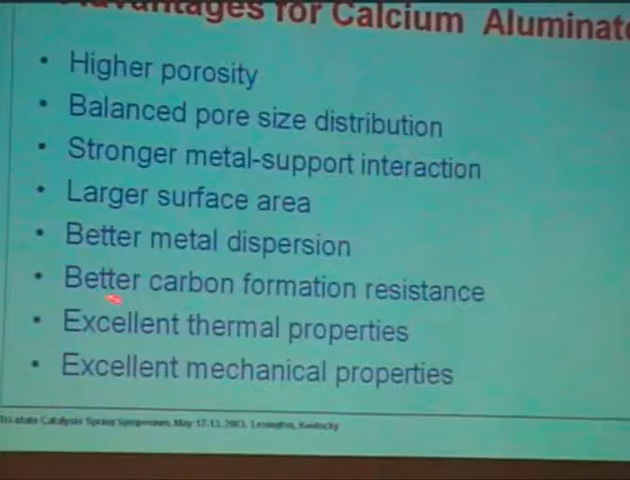 Advantages for Calcium Aluminate
• Higher porosity
• Balanced pore size distribution
• Stronger metal-support interaction
• Larger surface area
• Better metal dispersion
• Better carbon formation resistance
• Excellent thermal properties
• Excellent mechanical properties
Tri-state Catalysis Spring Symposium, May 12-13, 2003, Lexington, Kentucky